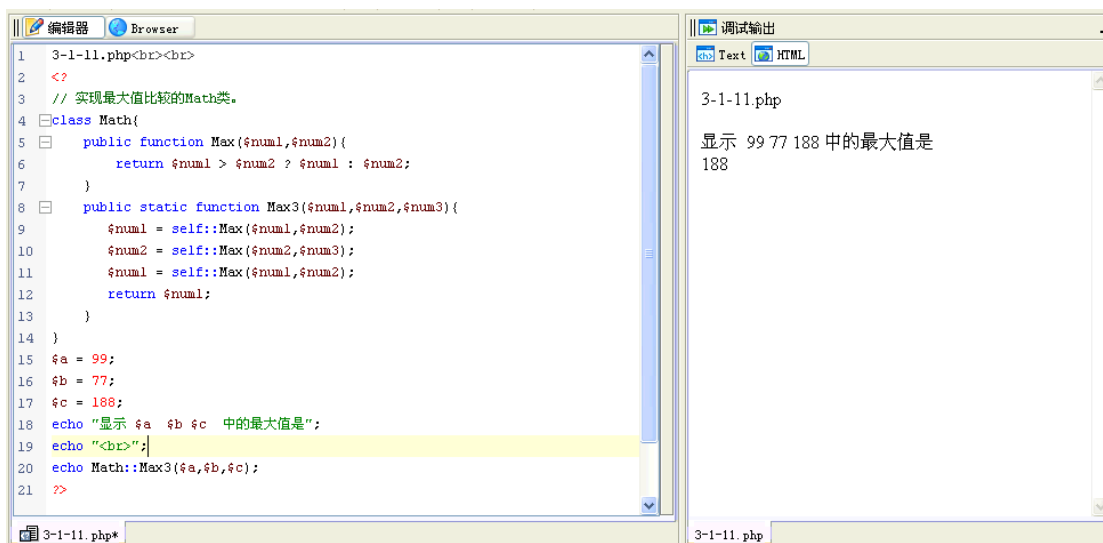 编辑器 Browser
1 3-1-11.php<br><br>
2 <?
3 // 实现最大值比较的Math类。
4 class Math{
5 public function Max($num1,$num2){
6 return $num1 > $num2 ? $num1 : $num2;
7 }
8 public static function Max3($num1,$num2,$num3){
9 $num1 = self::Max($num1,$num2);
10 $num2 = self::Max($num2,$num3);
11 $num1 = self::Max($num1,$num2);
12 return $num1;
13 }
14 }
15 $a = 99;
16 $b = 77;
17 $c = 188;
18 echo "显示 $a $b $c 中的最大值是";
19 echo "<br>";
20 echo Math::Max3($a,$b,$c);
21 ?>
3-1-11.php*
调试输出
<h> Text HTML
3-1-11.php
显示 99 77 188 中的最大值是
188
3-1-11.php